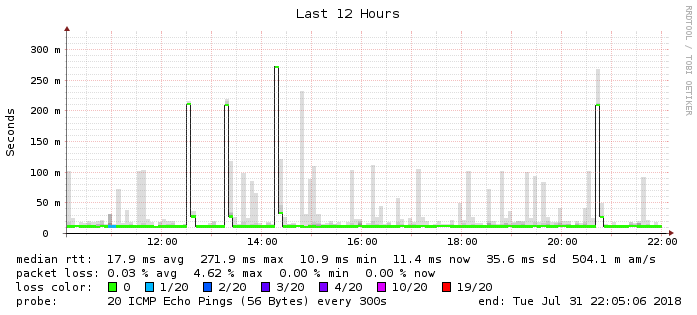 Last 12 Hours
RRDTOOL / TOBI OETIKER
Seconds
300 m
250 m
200 m
150 m
100 m
50 m
0
12:00 14:00 16:00 18:00 20:00 22:00
median rtt: 17.9 ms avg 271.9 ms max 10.9 ms min 11.4 ms now 35.6 ms sd 504.1 m am/s
packet loss: 0.03 % avg 4.62 % max 0.00 % min 0.00 % now
loss color: 0 1/20 2/20 3/20 4/20 10/20 19/20
probe: 20 ICMP Echo Pings (56 Bytes) every 300s end: Tue Jul 31 22:05:06 2018